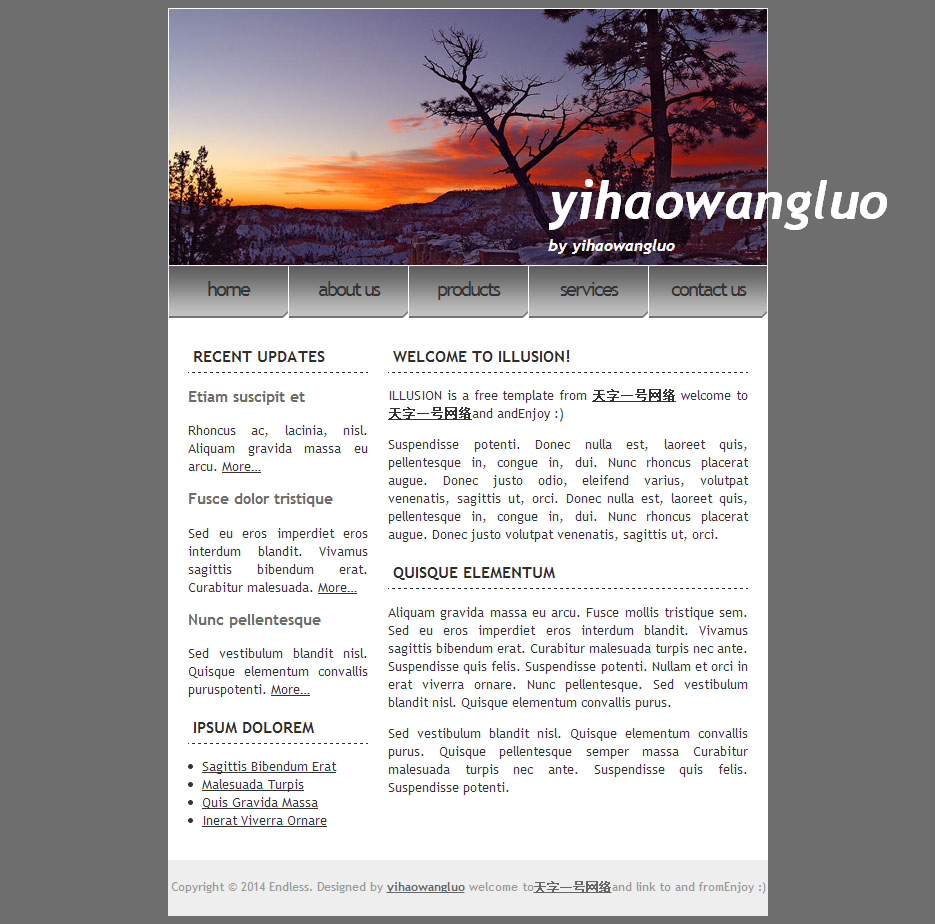 yihaowangluo
by yihaowangluo
home
about us
products
services
contact us
RECENT UPDATES
Etiam suscipit et
Rhoncus ac, lacinia, nisl.
Aliquam gravida massa eu
arcu. More...
Fusce dolor tristique
Sed eu eros imperdiet eros
interdum blandit. Vivamus
sagittis bibendum erat.
Curabitur malesuada. More...
Nunc pellentesque
Sed vestibulum blandit nisl.
Quisque elementum convallis
puruspotenti. More...
IPSUM DOLOREM
Sagittis Bibendum Erat
Malesuada Turpis
Quis Gravida Massa
Inerat Viverra Ornare
WELCOME TO ILLUSION!
ILLUSION is a free template from 天字一号网络 welcome to
天字一号网络and andEnjoy :)
Suspendisse potenti. Donec nulla est, laoreet quis,
pellentesque in, congue in, dui. Nunc rhoncus placerat
augue. Donec justo odio, eleifend varius, volutpat
venenatis, sagittis ut, orci. Donec nulla est, laoreet quis,
pellentesque in, congue in, dui. Nunc rhoncus placerat
augue. Donec justo volutpat venenatis, sagittis ut, orci.
QUISQUE ELEMENTUM
Aliquam gravida massa eu arcu. Fusce mollis tristique sem.
Sed eu eros imperdiet eros interdum blandit. Vivamus
sagittis bibendum erat. Curabitur malesuada turpis nec ante.
Suspendisse quis felis. Suspendisse potenti. Nullam et orci in
erat viverra ornare. Nunc pellentesque. Sed vestibulum
blandit nisl. Quisque elementum convallis purus.
Sed vestibulum blandit nisl. Quisque elementum convallis
purus. Quisque pellentesque semper massa Curabitur
malesuada turpis nec ante. Suspendisse quis felis.
Suspendisse potenti.
Copyright © 2014 Endless. Designed by yihaowangluo welcome to天字一号网络and link to and fromEnjoy :)